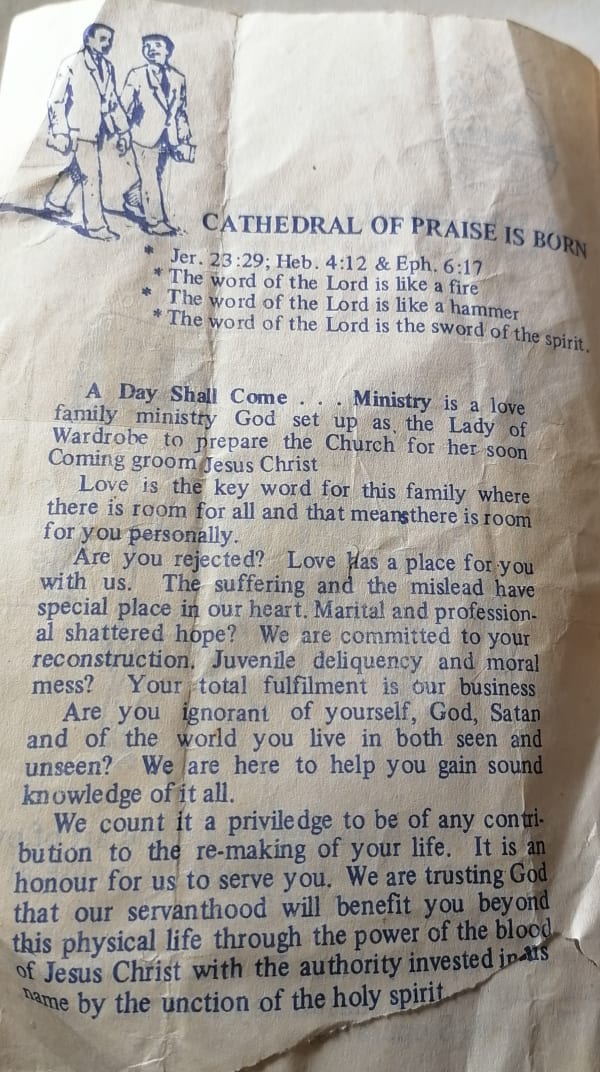 CATHEDRAL OF PRAISE IS BORN
* Jer. 23:29; Heb. 4:12 & Eph. 6:17
* The word of the Lord is like a fire
* The word of the Lord is like a hammer
* The word of the Lord is the sword of the spirit.
A Day Shall Come . . . Ministry is a love
family ministry God set up as the Lady of
Wardrobe to prepare the Church for her soon
Coming groom Jesus Christ
Love is the key word for this family where
there is room for all and that means there is room
for you personally.
Are you rejected? Love has a place for you
with us. The suffering and the mislead have
special place in our heart. Marital and profession-
al shattered hope? We are committed to your
reconstruction. Juvenile deliquency and moral
mess? Your total fulfilment is our business
Are you ignorant of yourself, God, Satan
and of the world you live in both seen and
unseen? We are here to help you gain sound
knowledge of it all.
We count it a priviledge to be of any contri-
bution to the re-making of your life. It is an
honour for us to serve you. We are trusting God
that our servanthood will benefit you beyond
this physical life through the power of the blood
of Jesus Christ with the authority invested in
name by the unction of the holy spirit